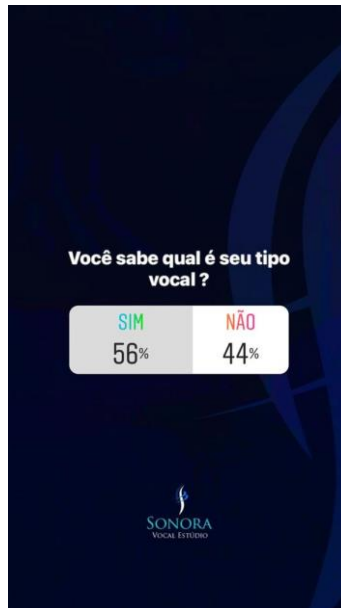 Você sabe qual é seu tipo
vocal ?
SIM NÃO
56% 44%
SONORA
VOCAL ESTÚDIO